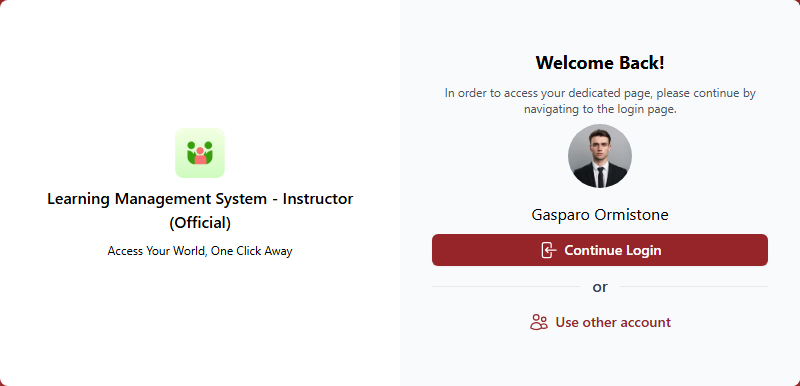 Learning Management System - Instructor
(Official)
Access Your World, One Click Away
Welcome Back!
In order to access your dedicated page, please continue by
navigating to the login page.
Gasparo Ormistone
Continue Login
or
Use other account